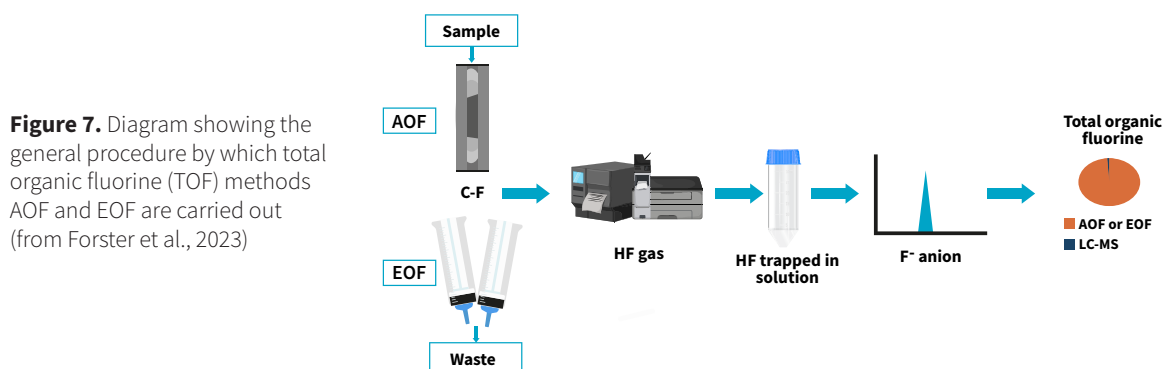 Figure 7. Diagram showing the
general procedure by which total
organic fluorine (TOF) methods
AOF and EOF are carried out
(from Forster et al., 2023)
Sample
AOF
C-F
EOF
Waste
HF gas
HF trapped in
solution
F⁻ anion
Total organic
fluorine
AOF or EOF
LC-MS